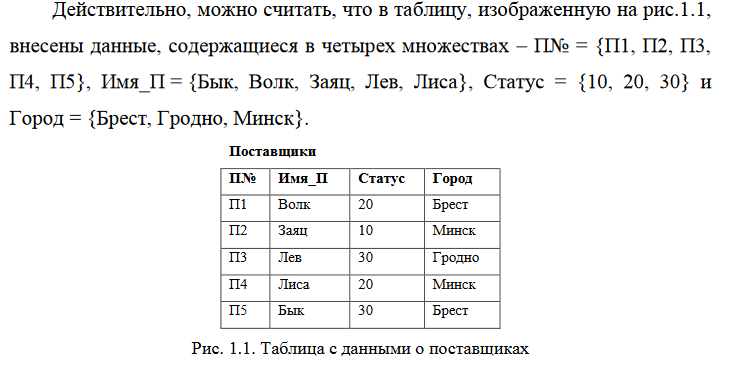 Действительно, можно считать, что в таблицу, изображенную на рис.1.1,
внесены данные, содержащиеся в четырех множествах – П№ = {П1, П2, П3,
П4, П5}, Имя_П = {Бык, Волк, Заяц, Лев, Лиса}, Статус = {10, 20, 30} и
Город = {Брест, Гродно, Минск}.
Поставщики
П№ Имя_П Статус Город
П1 Волк 20 Брест
П2 Заяц 10 Минск
П3 Лев 30 Гродно
П4 Лиса 20 Минск
П5 Бык 30 Брест
Рис. 1.1. Таблица с данными о поставщиках